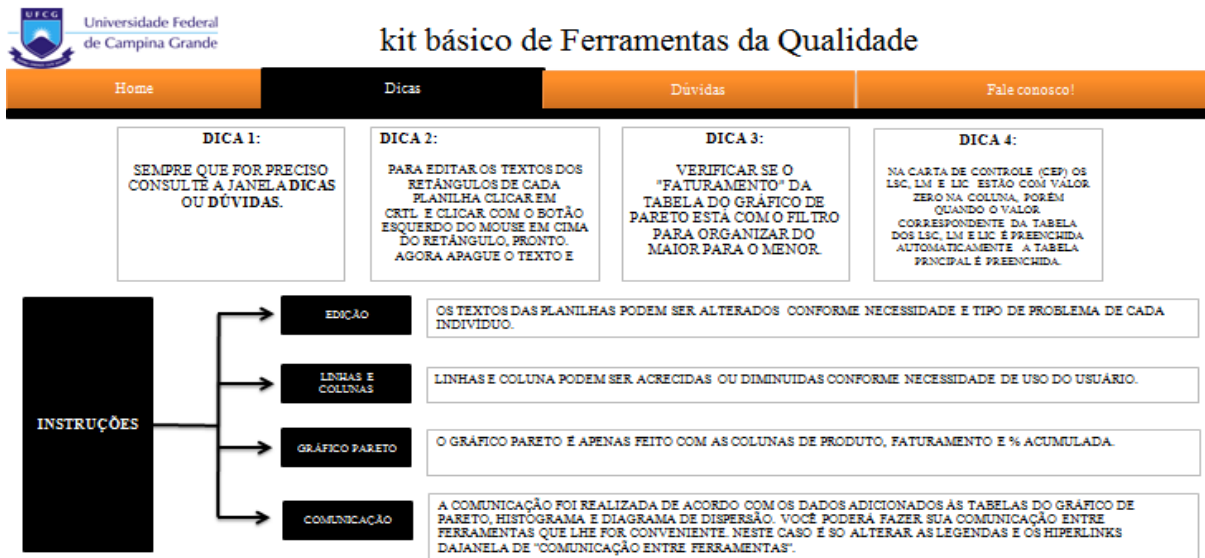 UFCG
Universidade Federal
de Campina Grande
kit básico de Ferramentas da Qualidade
Home
Dicas
Dúvidas
Fale conosco!
DICA 1:
SEMPRE QUE FOR PRECISO
CONSULTE A JANELA DICAS
OU DÚVIDAS.
DICA 2:
PARA EDITAR OS TEXTOS DOS
RETÂNGULOS DE CADA
PLANILHA CLICAR EM
CRTL E CLICAR COM O BOTÃO
ESQUERDO DO MOUSE EM CIMA
DO RETÂNGULO, PRONTO.
AGORA APAGUE O TEXTO E
DICA 3:
VERIFICAR SE O
"FATURAMENTO" DA
TABELA DO GRÁFICO DE
PARETO ESTÁ COM O FILTRO
PARA ORGANIZAR DO
MAIOR PARA O MENOR.
DICA 4:
NA CARTA DE CONTROLE (CEP) OS
LSC, LM E LIC ESTÃO COM VALOR
ZERO NA COLUNA, PORÉM
QUANDO O VALOR
CORRESPONDENTE DA TABELA
DOS LSC, LM E LIC É PREENCHIDA
AUTOMATICAMENTE A TABELA
PRNCIPAL É PREENCHIDA.
INSTRUÇÕES
EDIÇÃO
OS TEXTOS DAS PLANILHAS PODEM SER ALTERADOS CONFORME NECESSIDADE E TIPO DE PROBLEMA DE CADA
INDIVÍDUO.
LINHAS E
COLUNAS
LINHAS E COLUNA PODEM SER ACRECIDAS OU DIMINUIDAS CONFORME NECESSIDADE DE USO DO USUÁRIO.
GRÁFICO PARETO
O GRÁFICO PARETO É APENAS FEITO COM AS COLUNAS DE PRODUTO, FATURAMENTO E % ACUMULADA.
COMUNICAÇÃO
A COMUNICAÇÃO FOI REALIZADA DE ACORDO COM OS DADOS ADICIONADOS ÀS TABELAS DO GRÁFICO DE
PARETO, HISTOGRAMA E DIAGRAMA DE DISPERSÃO. VOCÊ PODERÁ FAZER SUA COMUNICAÇÃO ENTRE
FERRAMENTAS QUE LHE FOR CONVENIENTE. NESTE CASO É SO ALTERAR AS LEGENDAS E OS HIPERLINKS
DAJANELA DE "COMUNICAÇÃO ENTRE FERRAMENTAS".